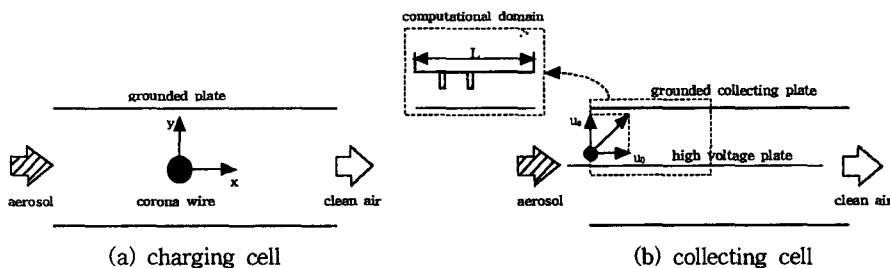 computational domain
L
grounded plate
y
x
aerosol
corona wire
clean air
(a) charging cell
grounded collecting plate
uₑ
u₀
high voltage plate
aerosol
clean air
(b) collecting cell